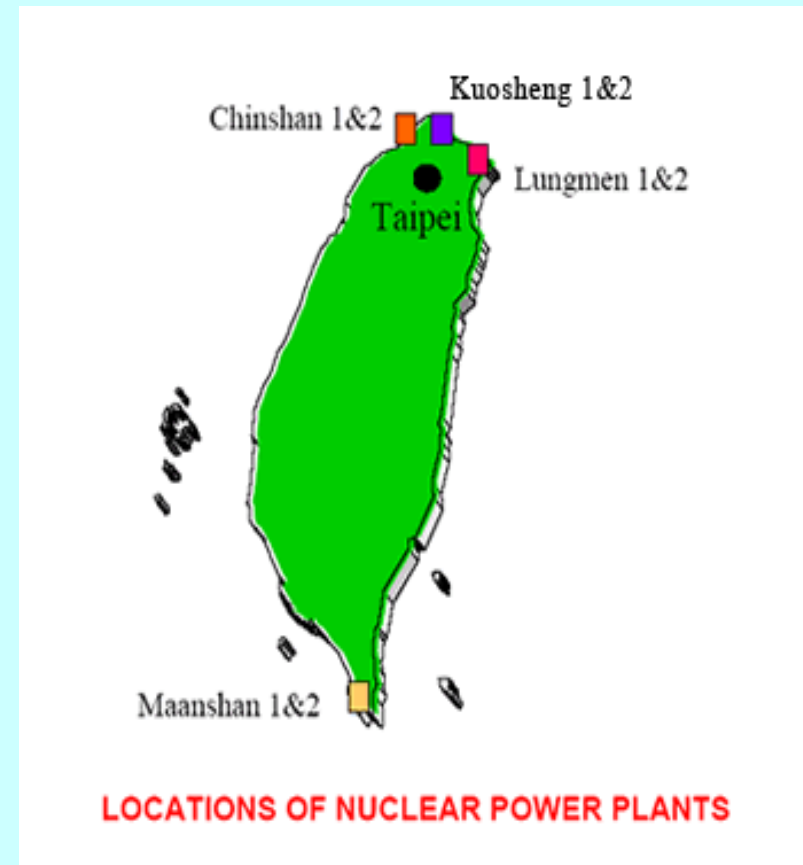 Kuosheng 1&2
Chinshan 1&2
Lungmen 1&2
Taipei
Maanshan 1&2
LOCATIONS OF NUCLEAR POWER PLANTS